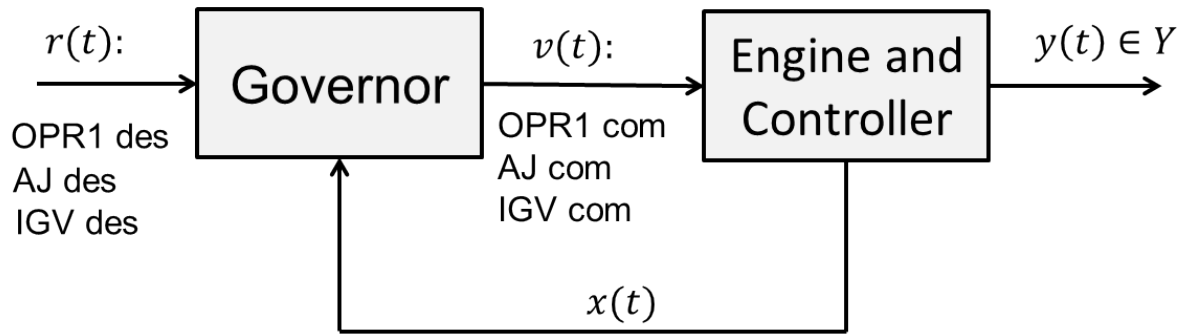 r(t):
OPR1 des
AJ des
IGV des
Governor
v(t):
OPR1 com
AJ com
IGV com
Engine and
Controller
y(t) ∈ Y
x(t)